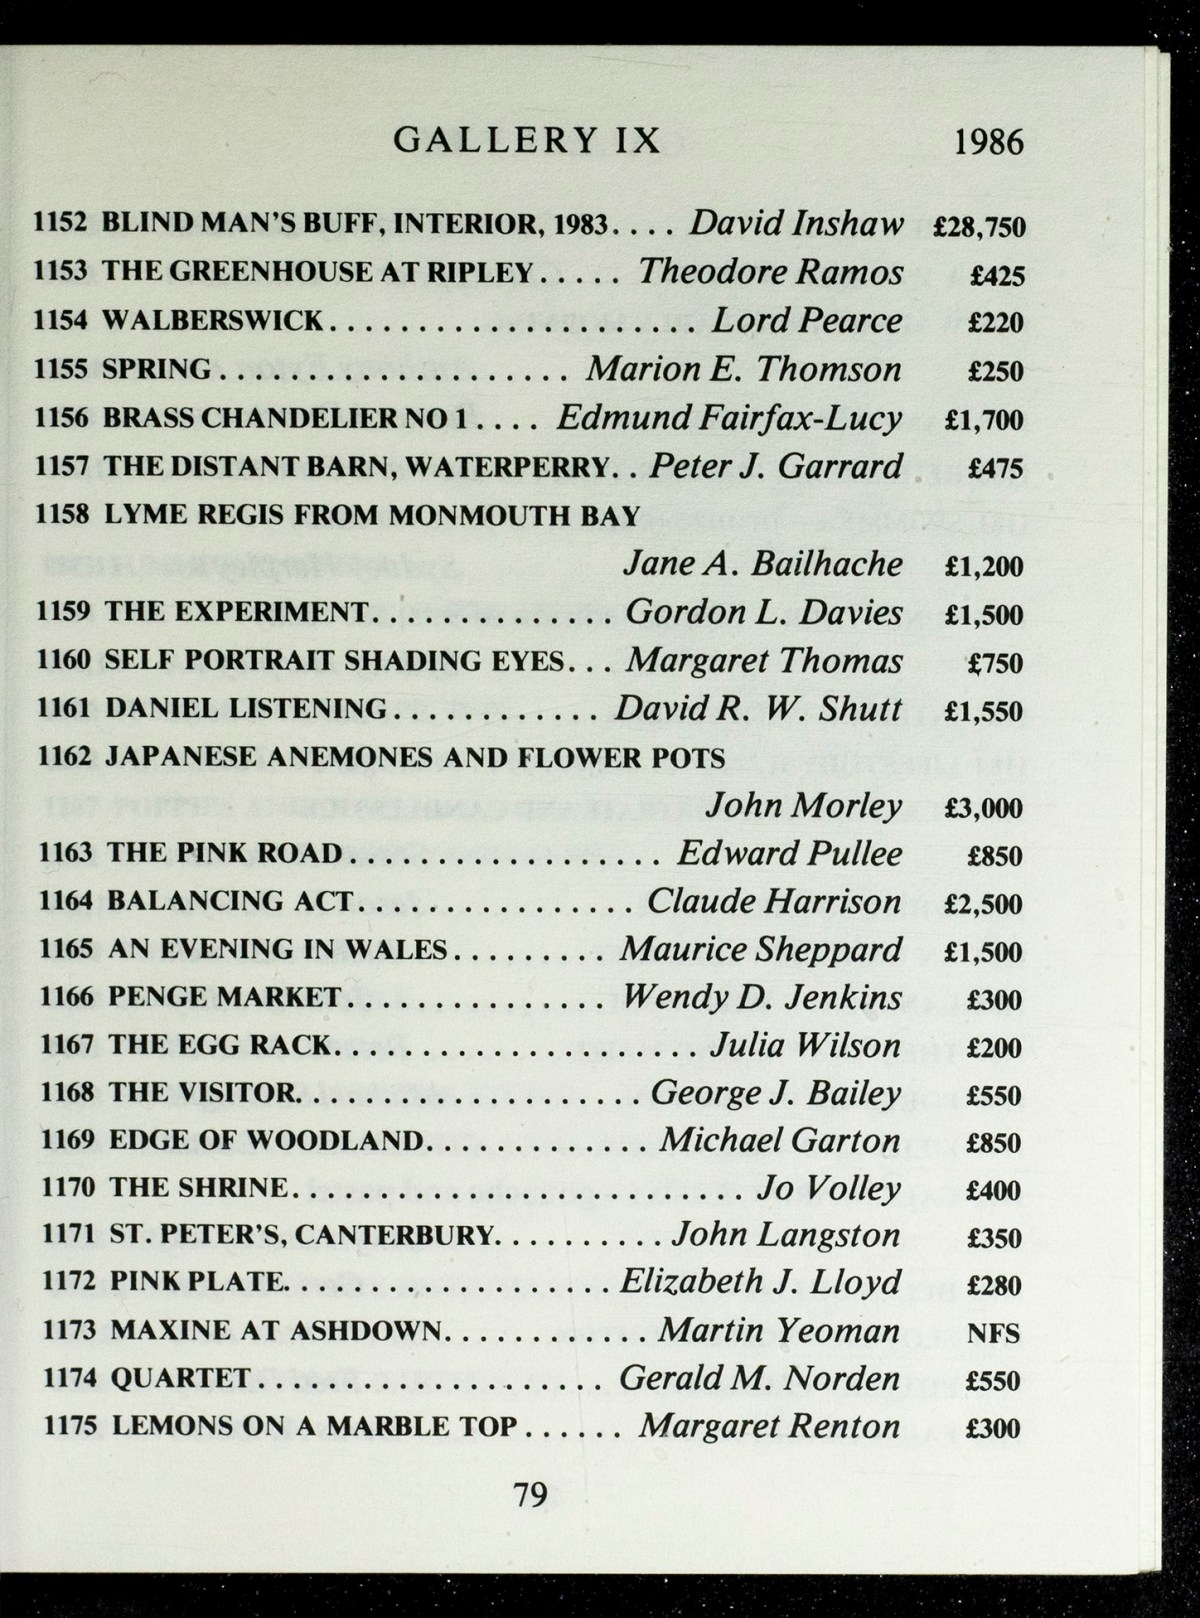 GALLERY IX 1986
1152 BLIND MAN'S BUFF, INTERIOR, 1983.... David Inshaw £28,750
1153 THE GREENHOUSE AT RIPLEY..... Theodore Ramos £425
1154 WALBERSWICK..................... Lord Pearce £220
1155 SPRING.................... Marion E. Thomson £250
1156 BRASS CHANDELIER NO 1.... Edmund Fairfax-Lucy £1,700
1157 THE DISTANT BARN, WATERPERRY.. Peter J. Garrard £475
1158 LYME REGIS FROM MONMOUTH BAY
Jane A. Bailhache £1,200
1159 THE EXPERIMENT.............. Gordon L. Davies £1,500
1160 SELF PORTRAIT SHADING EYES... Margaret Thomas £750
1161 DANIEL LISTENING............ David R. W. Shutt £1,550
1162 JAPANESE ANEMONES AND FLOWER POTS
John Morley £3,000
1163 THE PINK ROAD.................. Edward Pullee £850
1164 BALANCING ACT................ Claude Harrison £2,500
1165 AN EVENING IN WALES......... Maurice Sheppard £1,500
1166 PENGE MARKET............... Wendy D. Jenkins £300
1167 THE EGG RACK..................... Julia Wilson £200
1168 THE VISITOR.................... George J. Bailey £550
1169 EDGE OF WOODLAND............. Michael Garton £850
1170 THE SHRINE.......................... Jo Volley £400
1171 ST. PETER'S, CANTERBURY.......... John Langston £350
1172 PINK PLATE................... Elizabeth J. Lloyd £280
1173 MAXINE AT ASHDOWN............ Martin Yeoman NFS
1174 QUARTET.................... Gerald M. Norden £550
1175 LEMONS ON A MARBLE TOP...... Margaret Renton £300
79